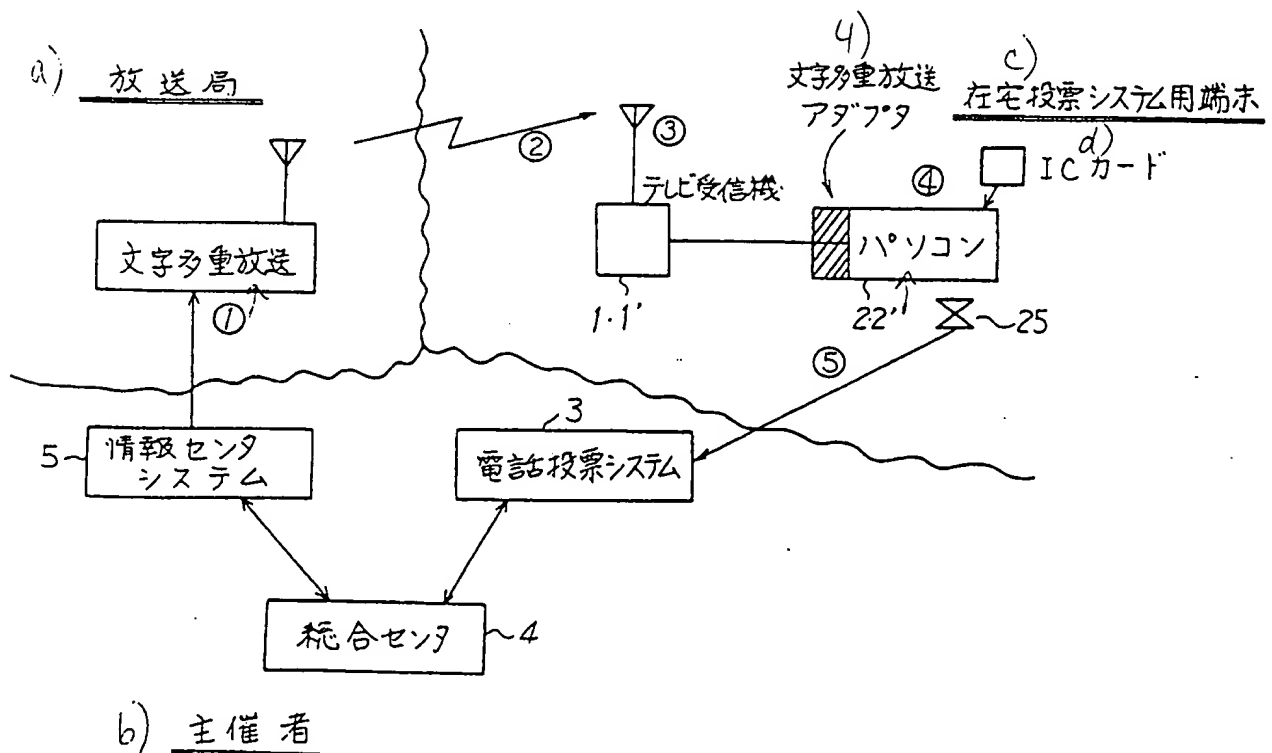 a) 放送局
文字多重放送
①
②
③
テレビ受信機
1·1'
4)
文字多重放送
アダプタ
c)
在宅投票システム用端末
d)
ICカード
④
パソコン
2·2'
25
⑤
5
情報センタ
システム
3
電話投票システム
総合センタ
4
b) 主催者